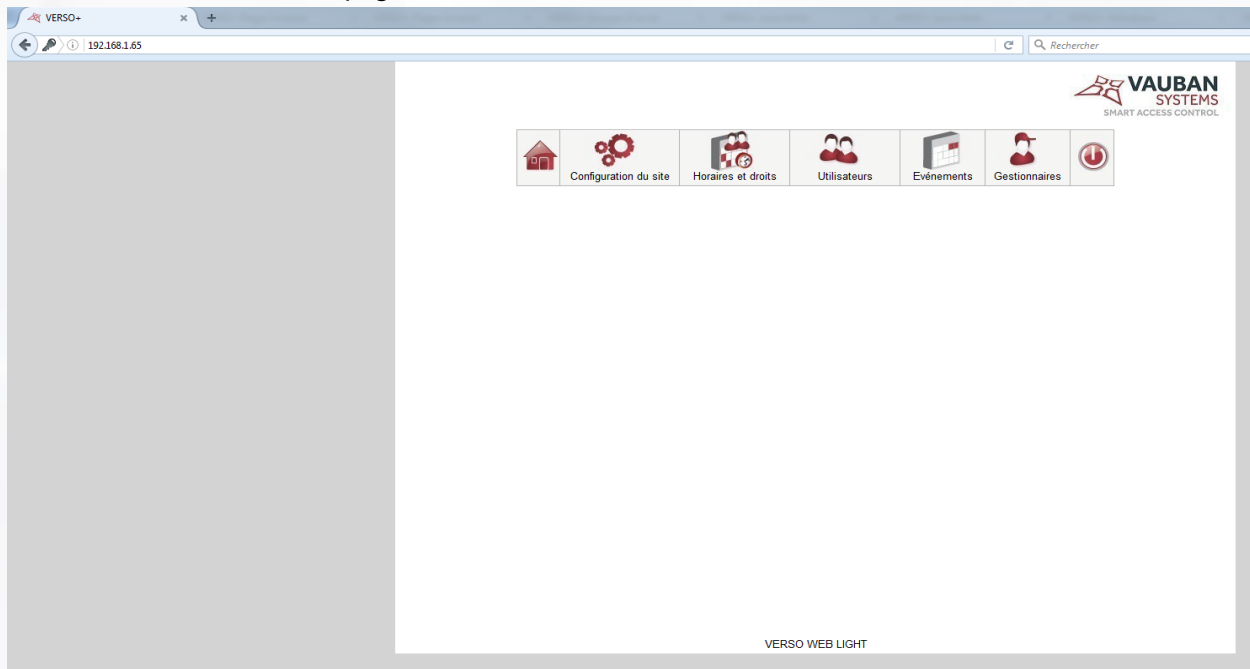 VERSO+
192.168.1.65
Rechercher
VAUBAN
SYSTEMS
SMART ACCESS CONTROL
Configuration du site
Horaires et droits
Utilisateurs
Evénements
Gestionnaires
VERSO WEB LIGHT